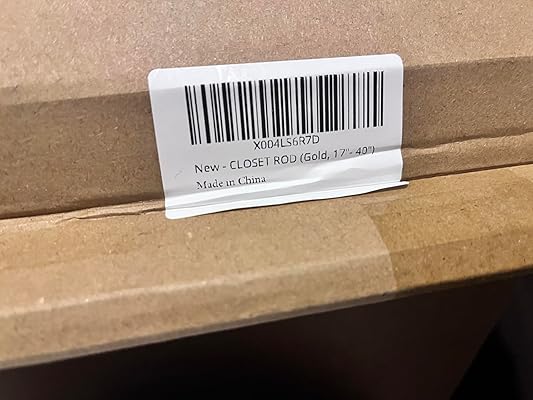 X004LS6R7D
New - CLOSET ROD (Gold, 17"- 40")
Made in China